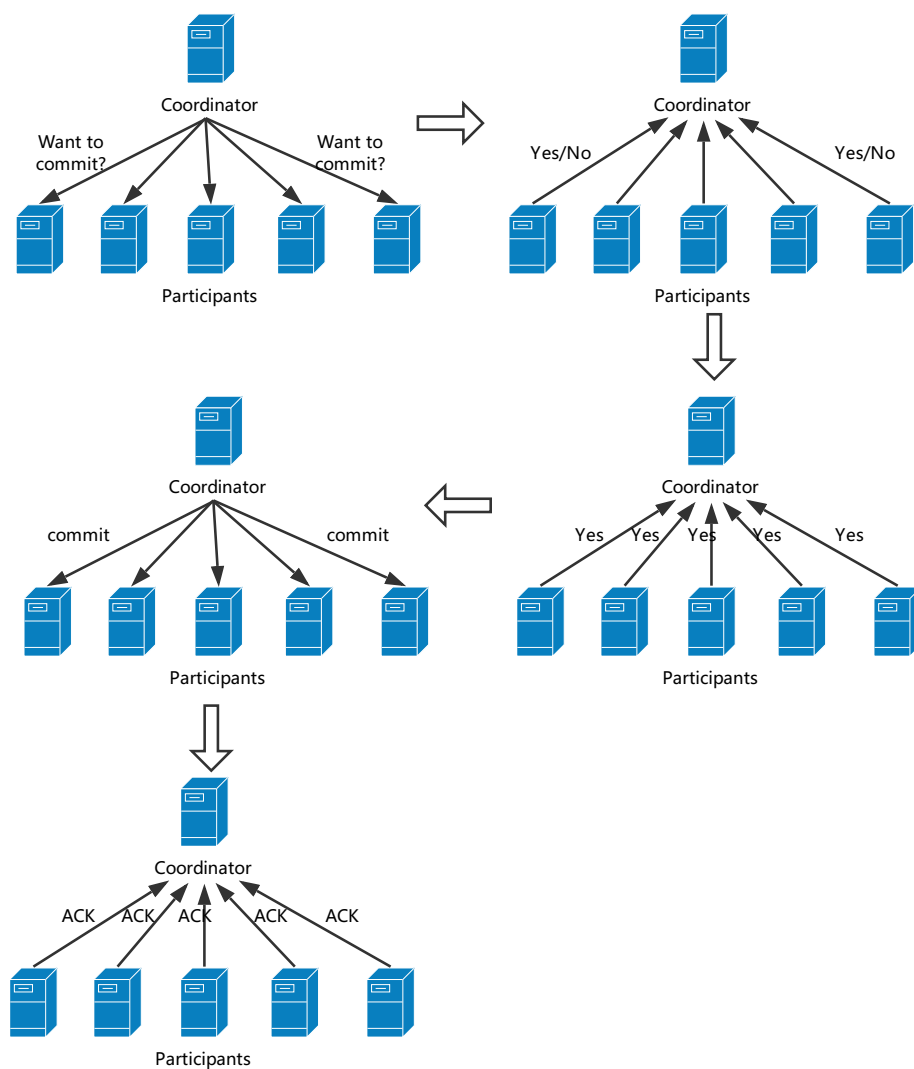 Coordinator
Want to
commit?
Want to
commit?
Participants
Coordinator
Yes/No
Yes/No
Participants
Coordinator
Yes
Yes
Yes
Yes
Yes
Participants
Coordinator
commit
commit
Participants
Coordinator
ACK
ACK
ACK
ACK
ACK
Participants